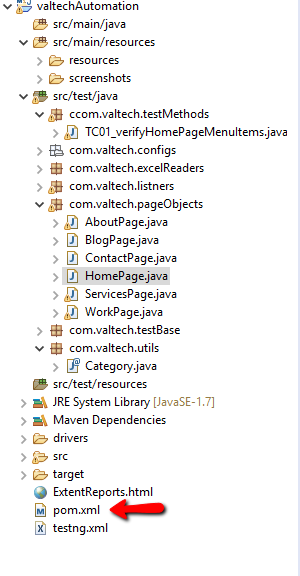 valtechAutomation
src/main/java
src/main/resources
resources
screenshots
src/test/java
ccom.valtech.testMethods
TC01_verifyHomePageMenuItems.java
com.valtech.configs
com.valtech.excelReaders
com.valtech.listners
com.valtech.pageObjects
AboutPage.java
BlogPage.java
ContactPage.java
HomePage.java
ServicesPage.java
WorkPage.java
com.valtech.testBase
com.valtech.utils
Category.java
src/test/resources
JRE System Library [JavaSE-1.7]
Maven Dependencies
drivers
src
target
ExtentReports.html
pom.xml
testng.xml